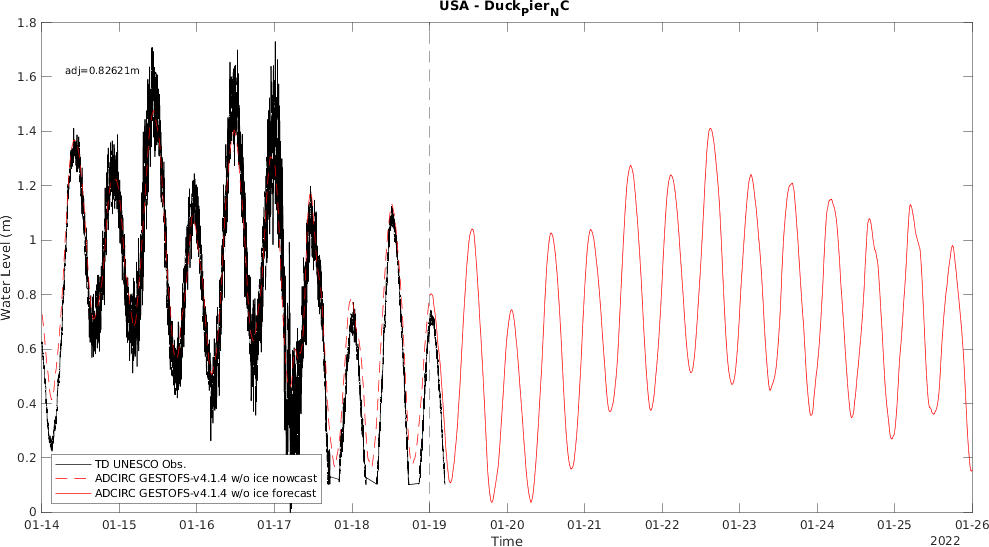 USA - DuckPierNC
1.8
1.6
1.4
1.2
1
0.8
0.6
0.4
0.2
0
Water Level (m)
adj=0.82621m
TD UNESCO Obs.
ADCIRC GESTOFS-v4.1.4 w/o ice nowcast
ADCIRC GESTOFS-v4.1.4 w/o ice forecast
01-14 01-15 01-16 01-17 01-18 01-19 01-20 01-21 01-22 01-23 01-24 01-25 01-26
Time
2022